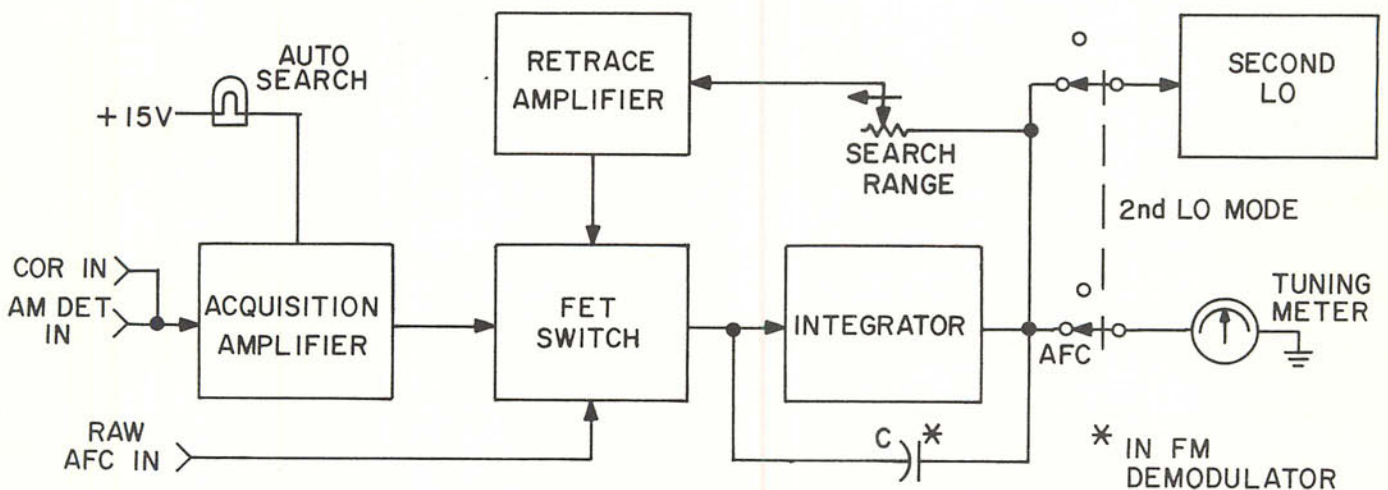 AUTO
SEARCH
+15V
RETRACE
AMPLIFIER
SEARCH
RANGE
SECOND
LO
2nd LO MODE
COR IN
AM DET
IN
ACQUISITION
AMPLIFIER
FET
SWITCH
INTEGRATOR
AFC
TUNING
METER
RAW
AFC IN
C *
* IN FM
DEMODULATOR